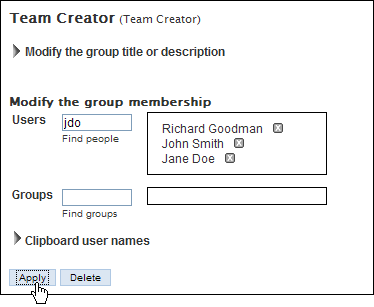 Team Creator (Team Creator)
Modify the group title or description
Modify the group membership
Users jdo Richard Goodman x
Find people John Smith x
Jane Doe x
Groups
Find groups
Clipboard user names
Apply Delete